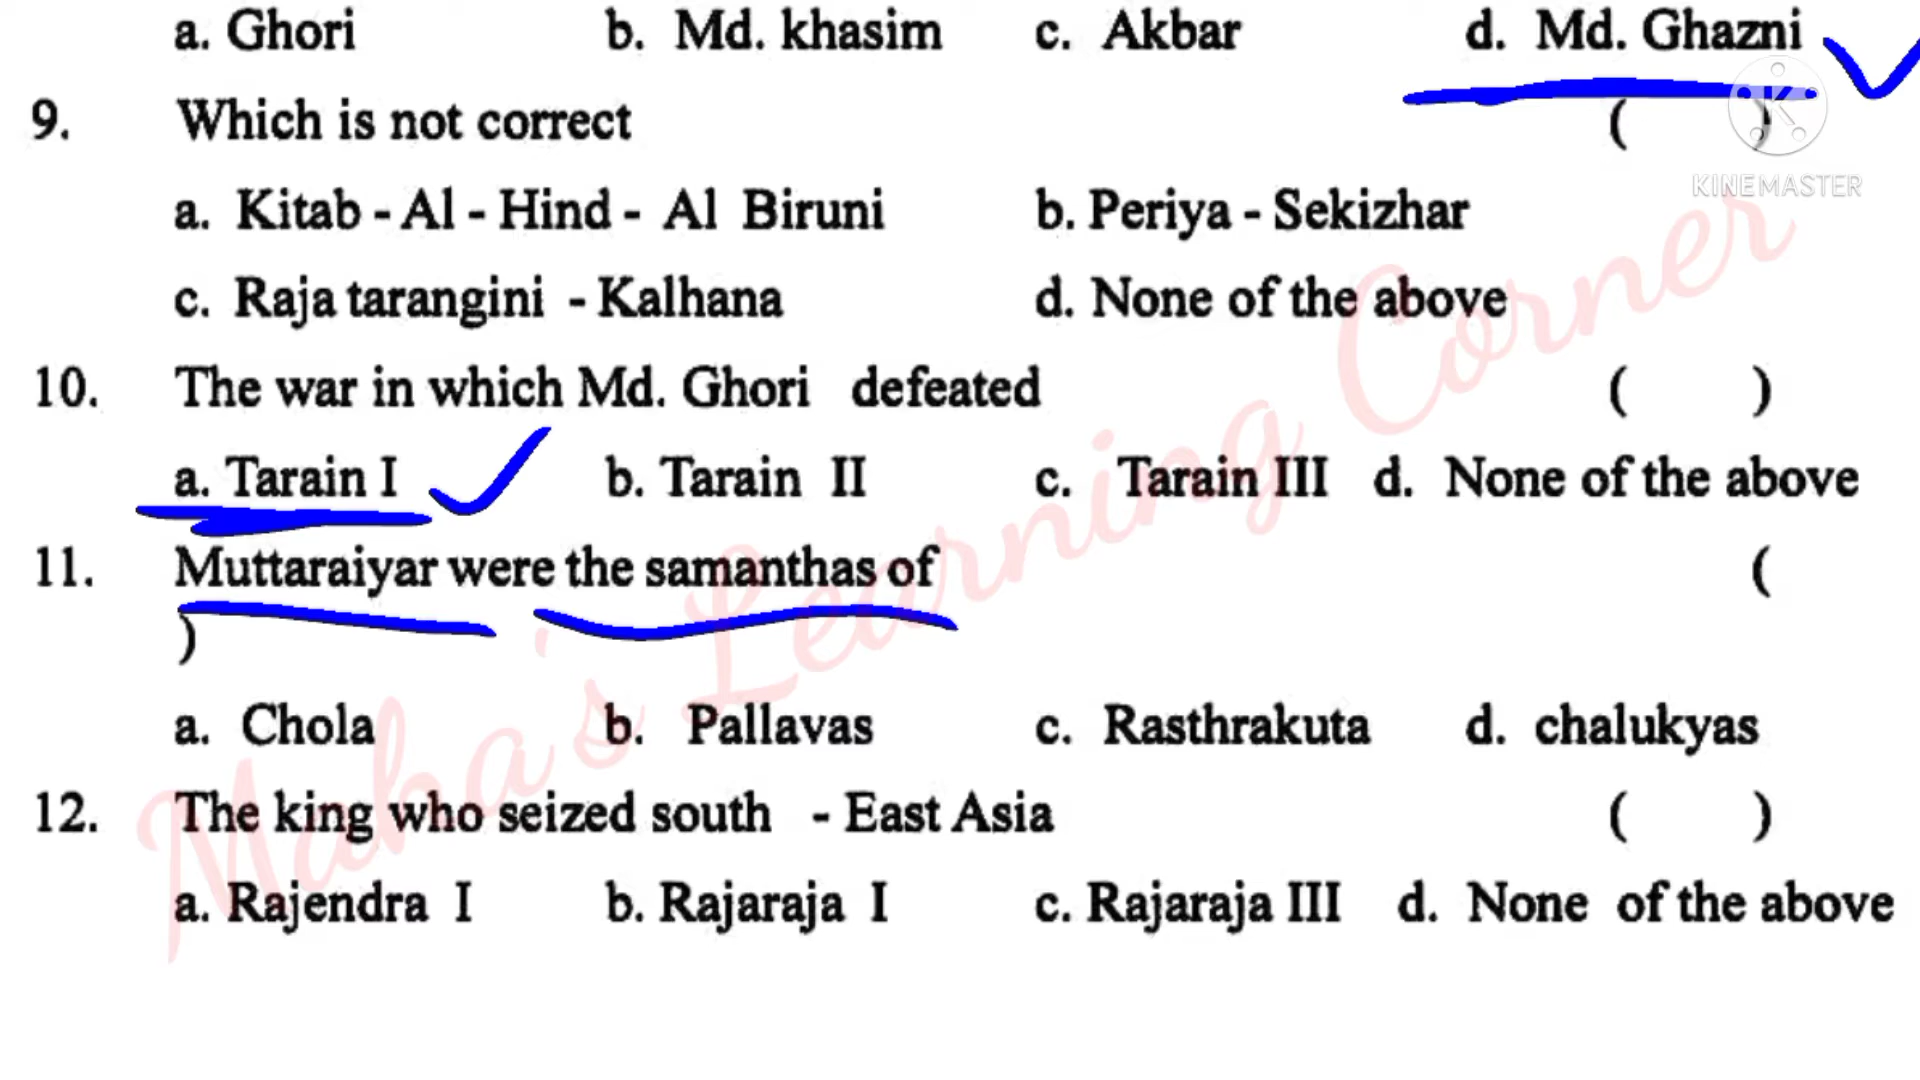 a. Ghori b. Md. khasim c. Akbar d. Md. Ghazni
9. Which is not correct ( )
KINEMASTER
a. Kitab - Al - Hind - Al Biruni b. Periya - Sekizhar
c. Raja tarangini - Kalhana d. None of the above
10. The war in which Md. Ghori defeated ( )
a. Tarain I b. Tarain II c. Tarain III d. None of the above
11. Muttaraiyar were the samanthas of (
)
a. Chola b. Pallavas c. Rasthrakuta d. chalukyas
12. The king who seized south - East Asia ( )
a. Rajendra I b. Rajaraja I c. Rajaraja III d. None of the above
Maha's Learning Corner